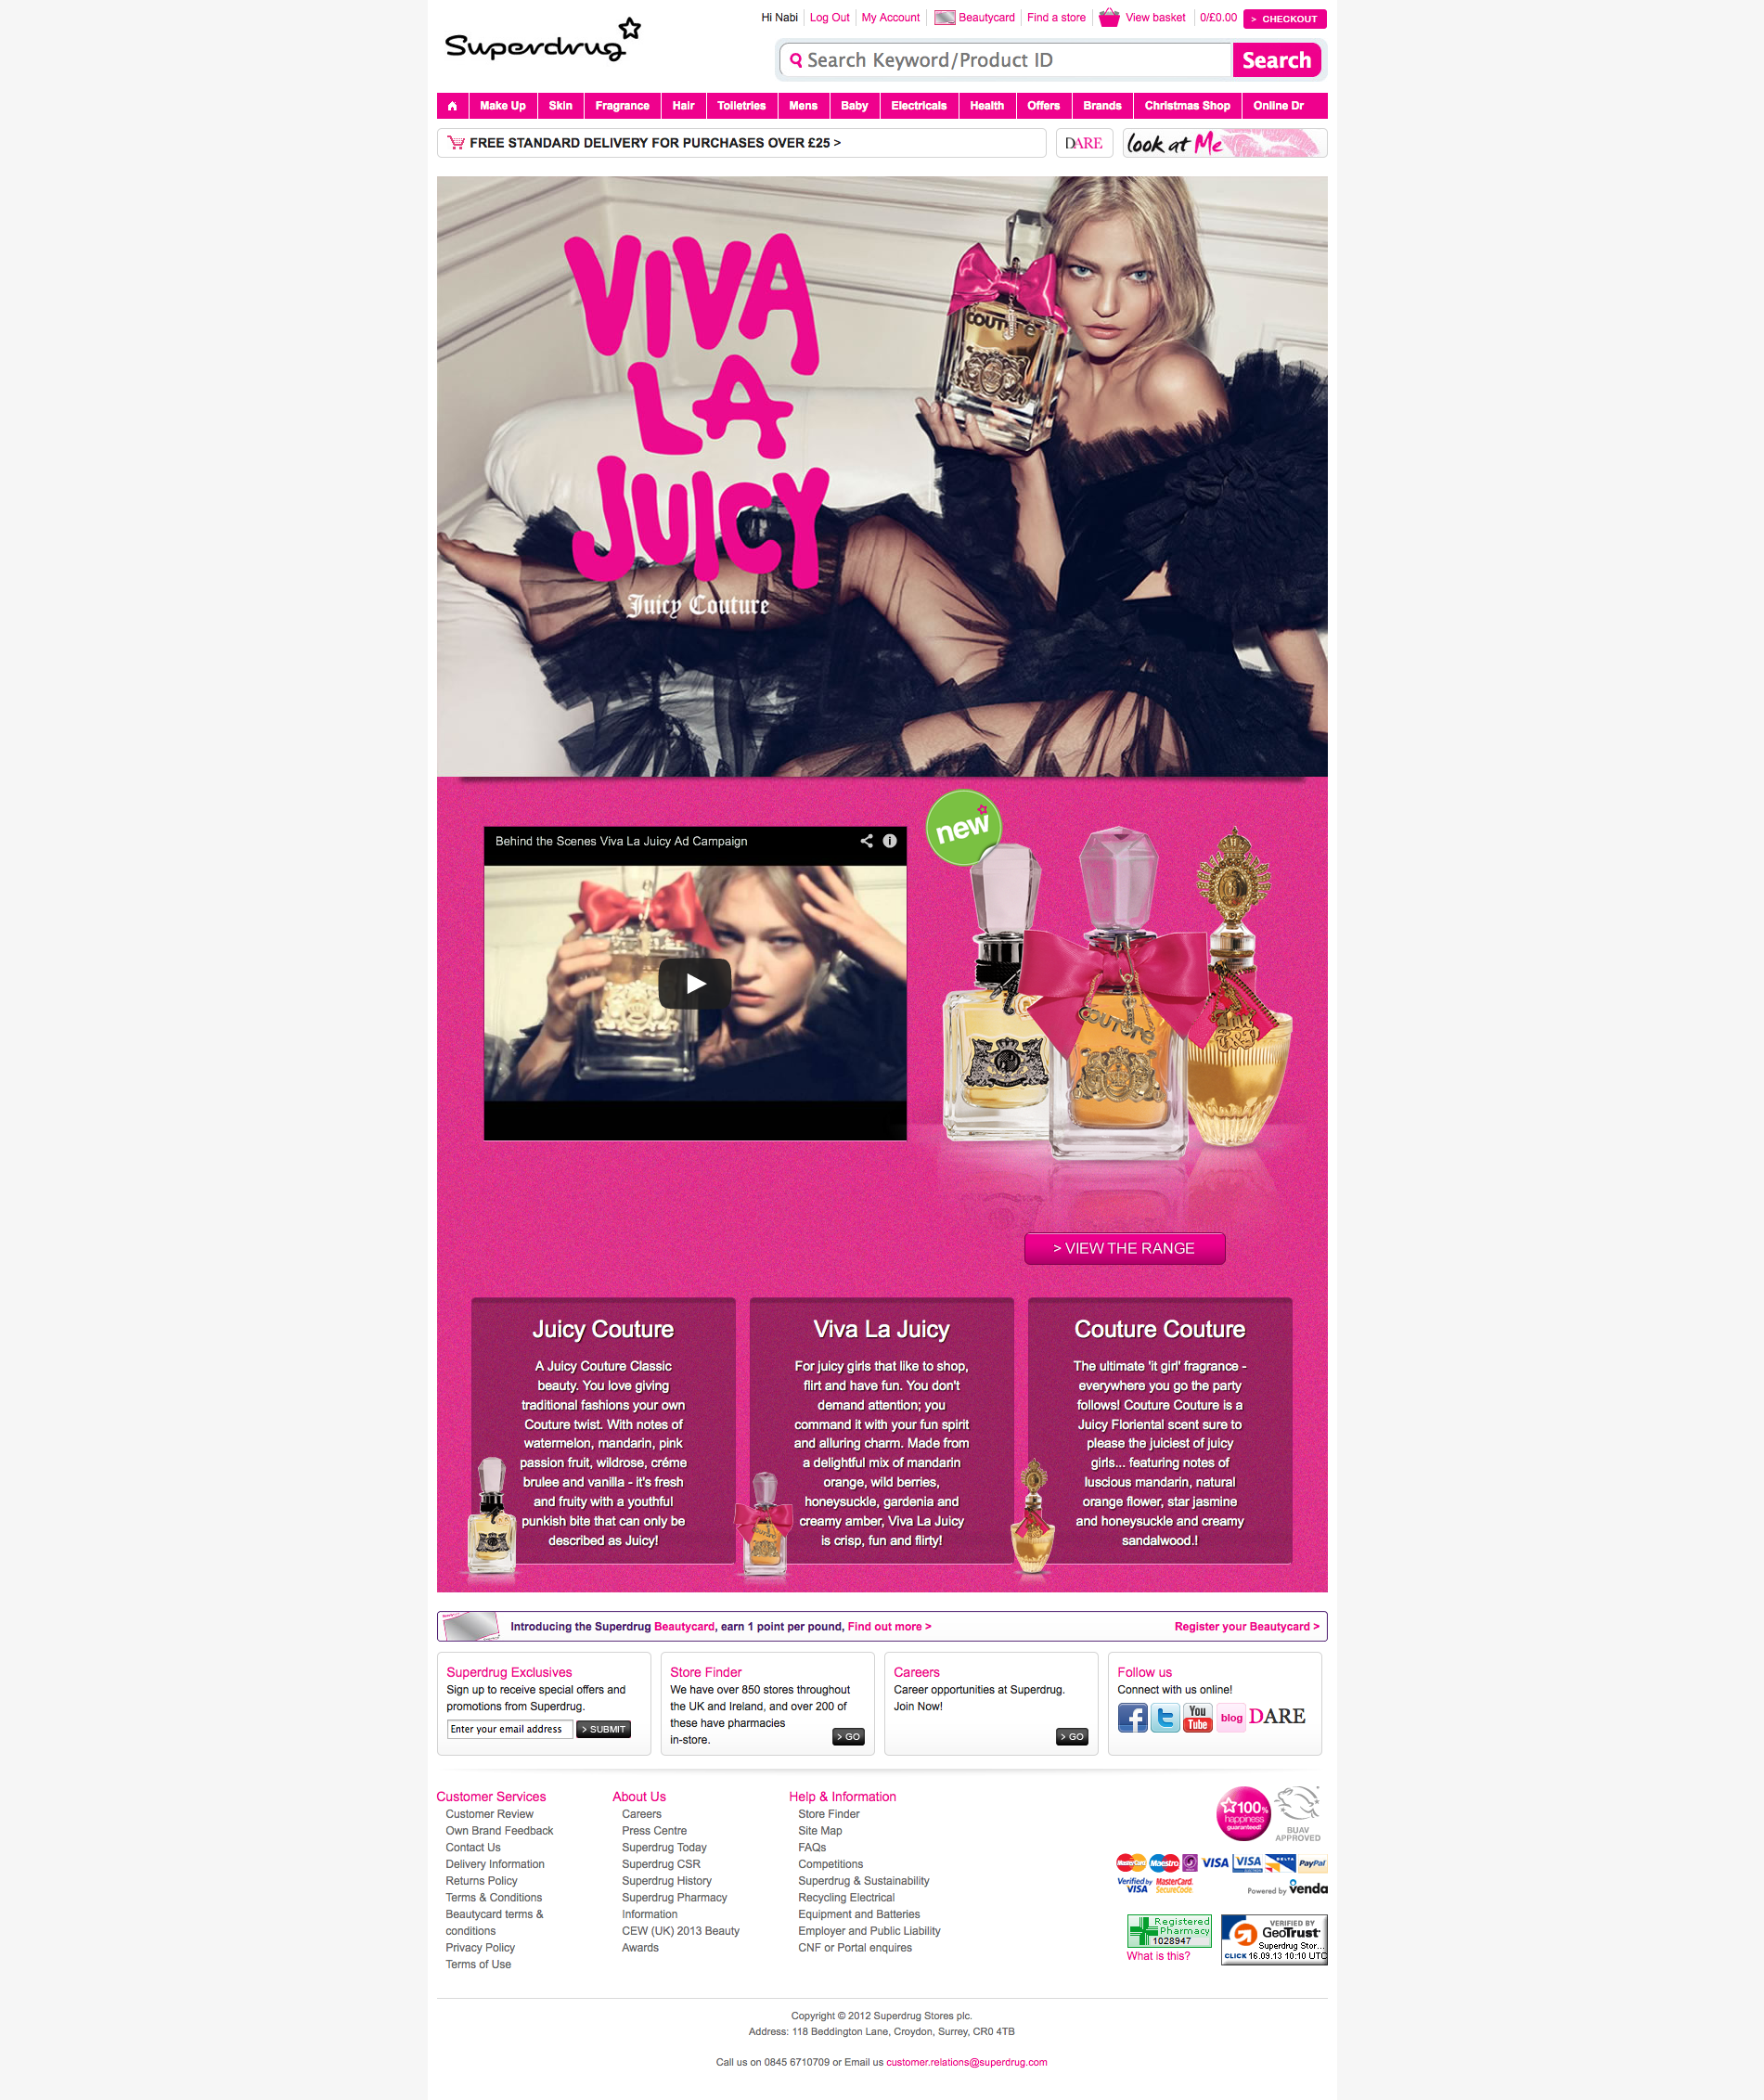 Superdrug
Hi Nabi
Log Out
My Account
Beautycard
Find a store
View basket
0/£0.00
> CHECKOUT
Search Keyword/Product ID
Search
Make Up
Skin
Fragrance
Hair
Toiletries
Mens
Baby
Electricals
Health
Offers
Brands
Christmas Shop
Online Dr
FREE STANDARD DELIVERY FOR PURCHASES OVER £25 >
DARE
look at Me
VIVA
LA
JUICY
Juicy Couture
COUTURE
Behind the Scenes Viva La Juicy Ad Campaign
new
COUTURE
> VIEW THE RANGE
Juicy Couture
A Juicy Couture Classic
beauty. You love giving
traditional fashions your own
Couture twist. With notes of
watermelon, mandarin, pink
passion fruit, wildrose, créme
brulee and vanilla - it's fresh
and fruity with a youthful
punkish bite that can only be
described as Juicy!
Viva La Juicy
For juicy girls that like to shop,
flirt and have fun. You don't
demand attention; you
command it with your fun spirit
and alluring charm. Made from
a delightful mix of mandarin
orange, wild berries,
honeysuckle, gardenia and
creamy amber, Viva La Juicy
is crisp, fun and flirty!
Couture Couture
The ultimate 'it girl' fragrance -
everywhere you go the party
follows! Couture Couture is a
Juicy Floriental scent sure to
please the juiciest of juicy
girls... featuring notes of
luscious mandarin, natural
orange flower, star jasmine
and honeysuckle and creamy
sandalwood.!
Introducing the Superdrug Beautycard, earn 1 point per pound, Find out more >
Register your Beautycard >
Superdrug Exclusives
Sign up to receive special offers and
promotions from Superdrug.
Enter your email address
> SUBMIT
Store Finder
We have over 850 stores throughout
the UK and Ireland, and over 200 of
these have pharmacies
in-store.
> GO
Careers
Career opportunities at Superdrug.
Join Now!
> GO
Follow us
Connect with us online!
You
Tube
blog
DARE
Customer Services
Customer Review
Own Brand Feedback
Contact Us
Delivery Information
Returns Policy
Terms & Conditions
Beautycard terms &
conditions
Privacy Policy
Terms of Use
About Us
Careers
Press Centre
Superdrug Today
Superdrug CSR
Superdrug History
Superdrug Pharmacy
Information
CEW (UK) 2013 Beauty
Awards
Help & Information
Store Finder
Site Map
FAQs
Competitions
Superdrug & Sustainability
Recycling Electrical
Equipment and Batteries
Employer and Public Liability
CNF or Portal enquires
100%
happiness
guaranteed!
BUAV
APPROVED
MasterCard
Maestro
VISA
VISA
DELTA
PayPal
Verified by
VISA
MasterCard.
SecureCode.
Powered by venda
Registered
Pharmacy
1028947
What is this?
VERIFIED BY
GeoTrust
Superdrug Stor...
CLICK 16.09.13 10:10 UTC
Copyright © 2012 Superdrug Stores plc.
Address: 118 Beddington Lane, Croydon, Surrey, CR0 4TB
Call us on 0845 6710709 or Email us customer.relations@superdrug.com